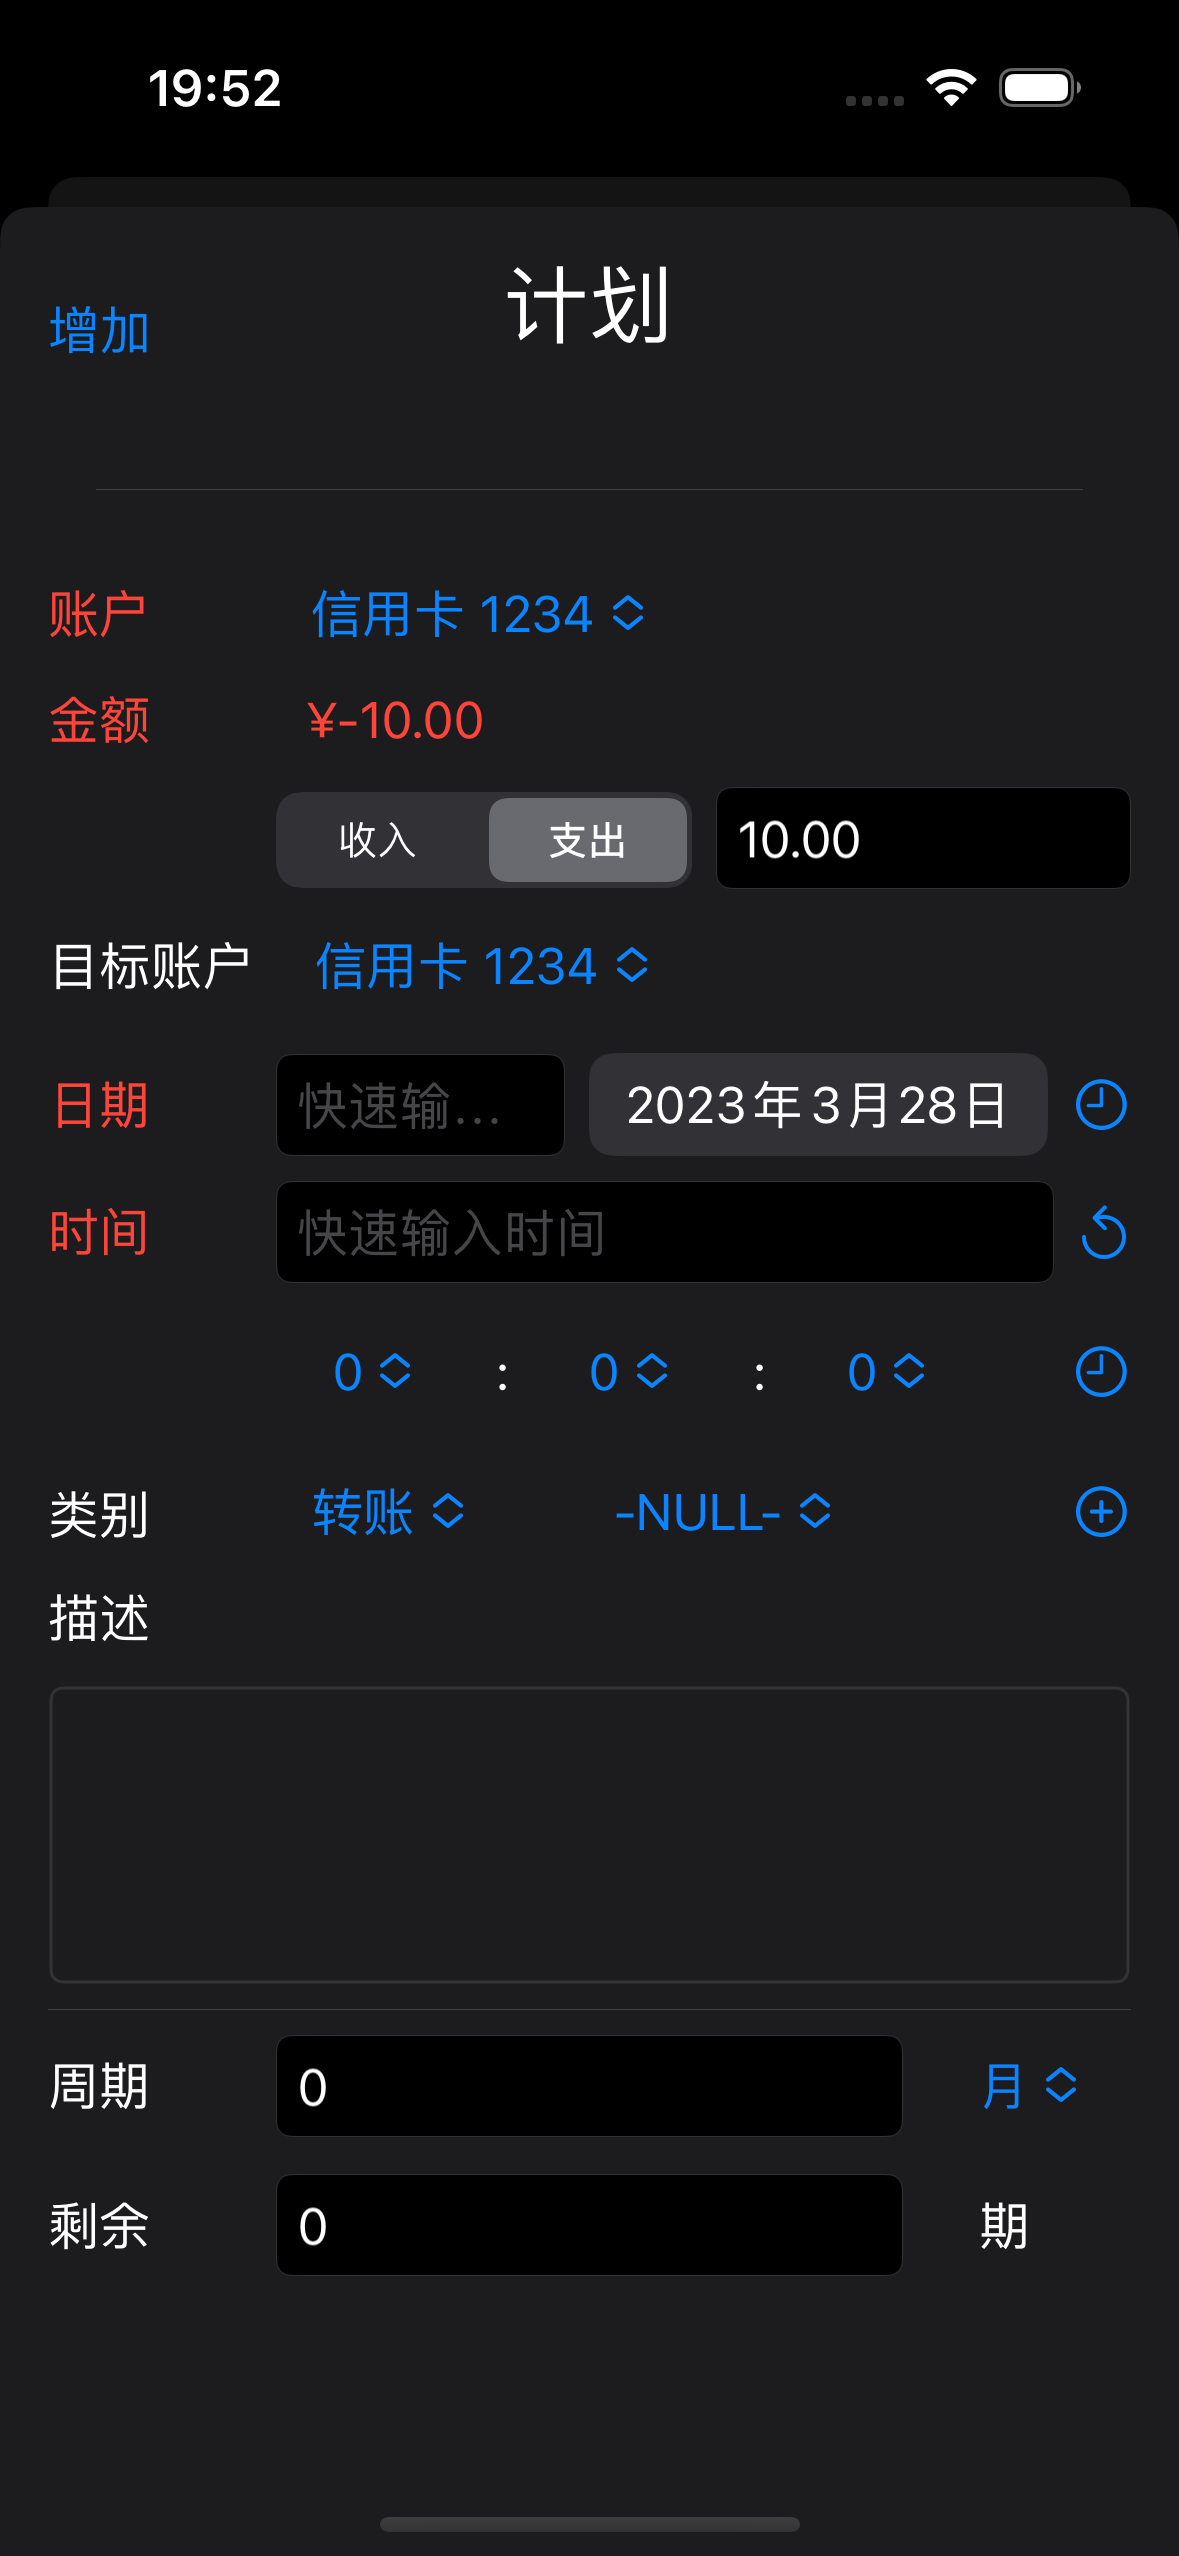 19:52
计划
增加
账户 信用卡 1234
金额 ¥-10.00
收入 支出 10.00
目标账户 信用卡 1234
日期 快速输... 2023年3月28日
时间 快速输入时间
0 : 0 : 0
类别 转账 -NULL-
描述
周期 0 月
剩余 0 期